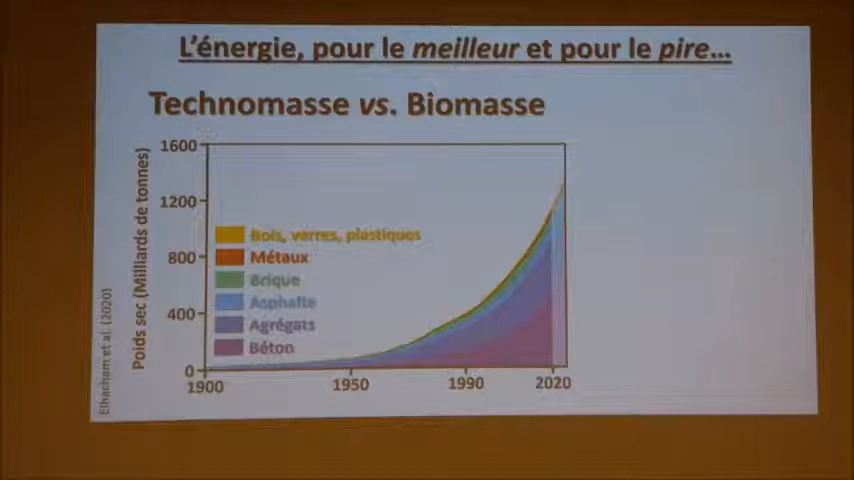 L'énergie, pour le meilleur et pour le pire...
Technomasse vs. Biomasse
Poids sec (Milliards de tonnes)
1600
1200
800
400
0
Bois, verres, plastiques
Métaux
Brique
Asphalte
Agrégats
Béton
1900
1950
1990
2020
Elhacham et al. (2020)